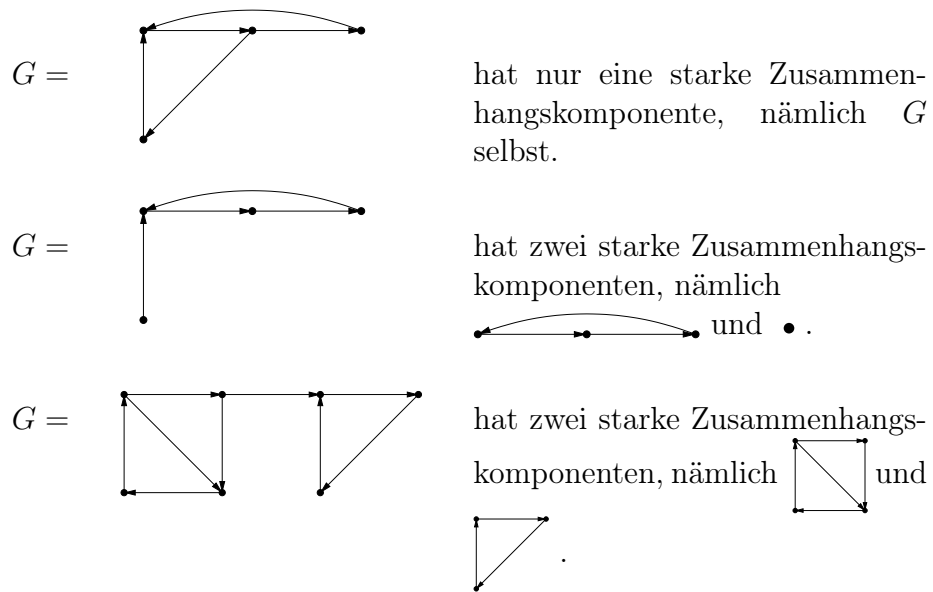 G =
hat nur eine starke Zusammen-
hangskomponente, nämlich G
selbst.
G =
hat zwei starke Zusammenhangs-
komponenten, nämlich
und .
G =
hat zwei starke Zusammenhangs-
komponenten, nämlich und
.